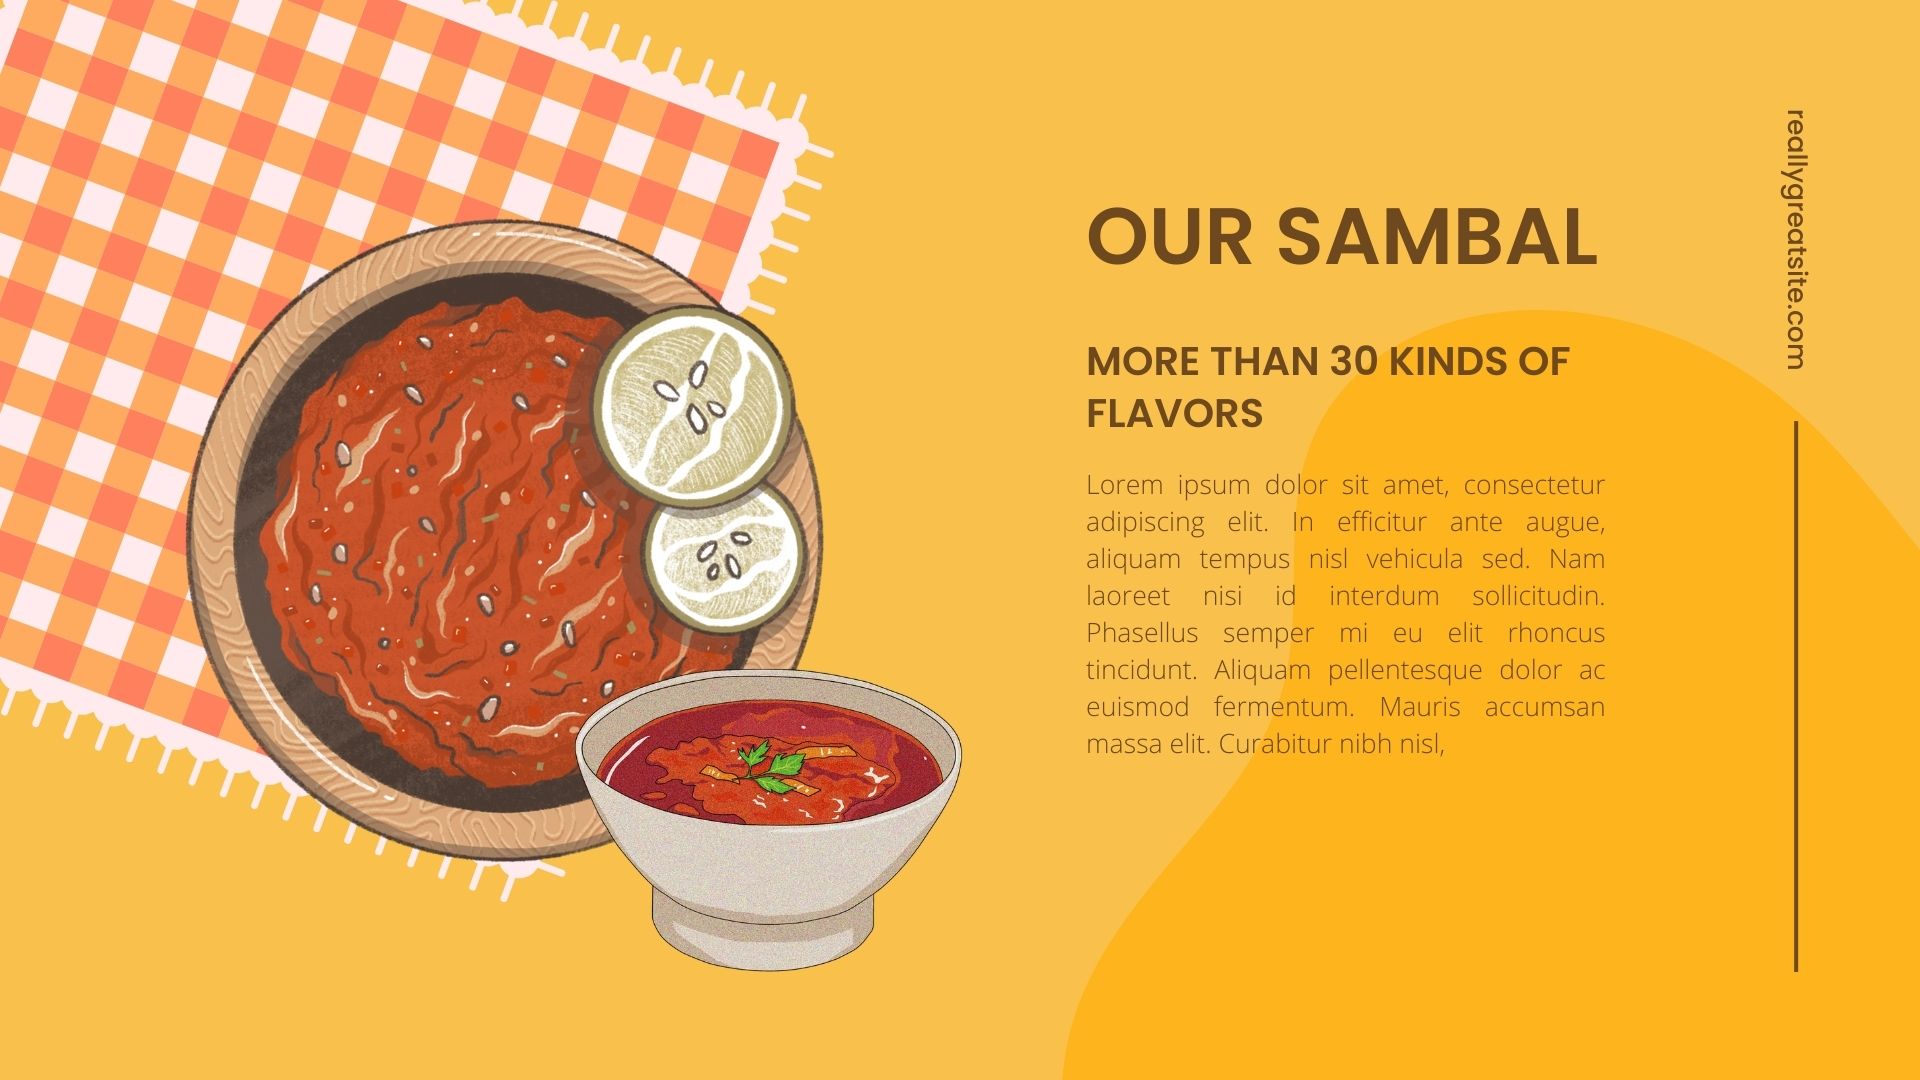 OUR SAMBAL
MORE THAN 30 KINDS OF
FLAVORS
Lorem ipsum dolor sit amet, consectetur
adipiscing elit. In efficitur ante augue,
aliquam tempus nisl vehicula sed. Nam
laoreet nisi id interdum sollicitudin.
Phasellus semper mi eu elit rhoncus
tincidunt. Aliquam pellentesque dolor ac
euismod fermentum. Mauris accumsan
massa elit. Curabitur nibh nisl,
reallygreatsite.com